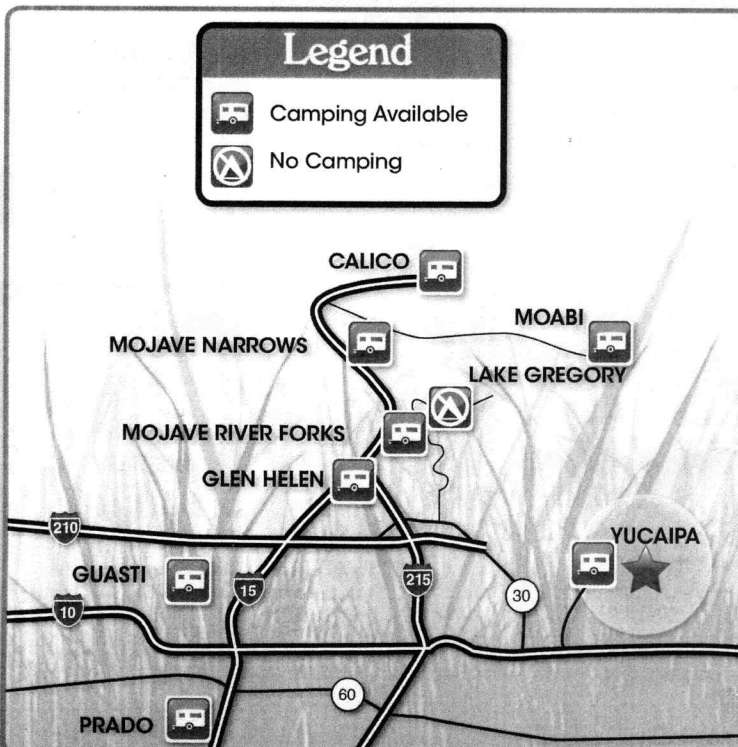 Legend
Camping Available
No Camping
CALICO
MOABI
MOJAVE NARROWS
LAKE GREGORY
MOJAVE RIVER FORKS
GLEN HELEN
210
YUCAIPA
GUASTI
15
215
30
10
60
PRADO